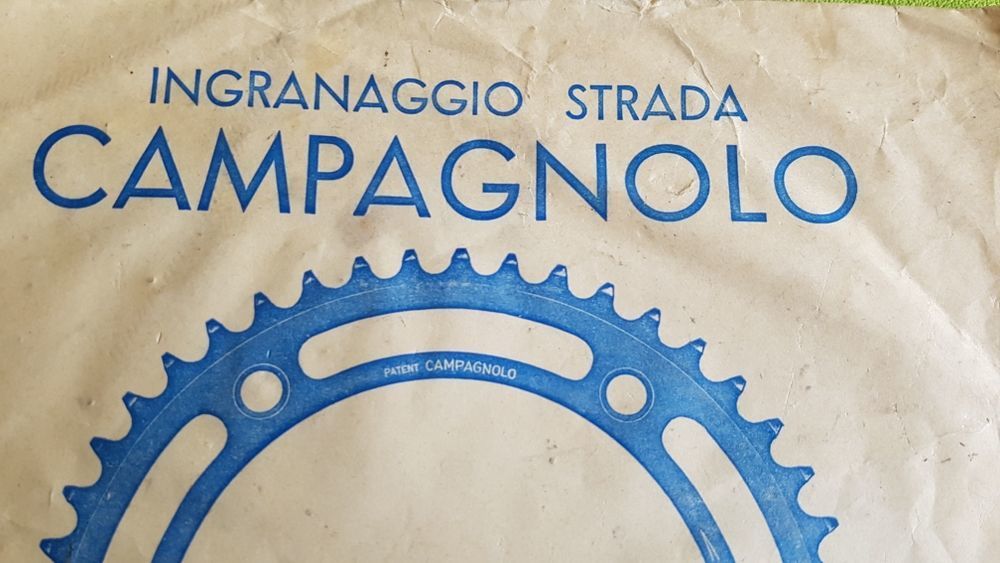 INGRANAGGIO STRADA
CAMPAGNOLO
PATENT CAMPAGNOLO